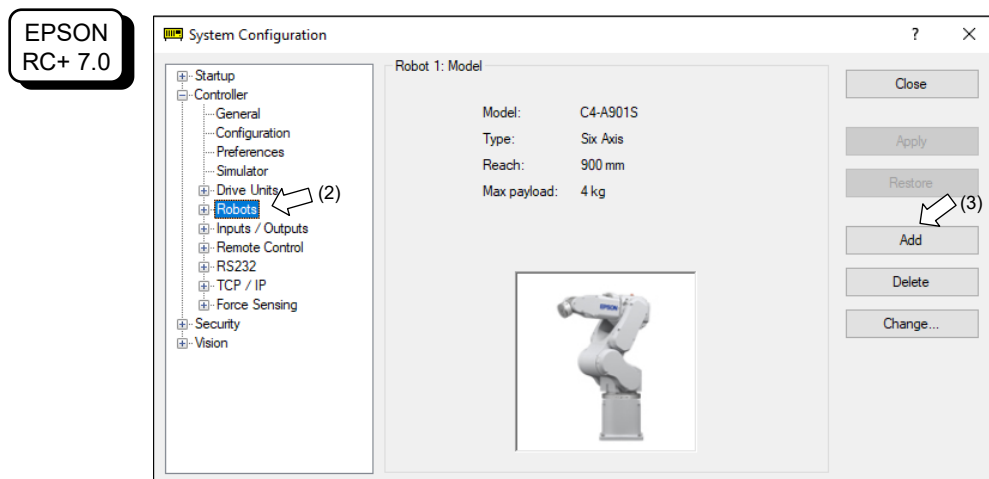 EPSON
RC+ 7.0
System Configuration
?
Startup
Controller
General
Configuration
Preferences
Simulator
Drive Units
(2)
Robots
Inputs / Outputs
Remote Control
RS232
TCP / IP
Force Sensing
Security
Vision
Robot 1: Model
Model: C4-A901S
Type: Six Axis
Reach: 900 mm
Max payload: 4 kg
EPSON
Close
Apply
Restore
(3)
Add
Delete
Change...